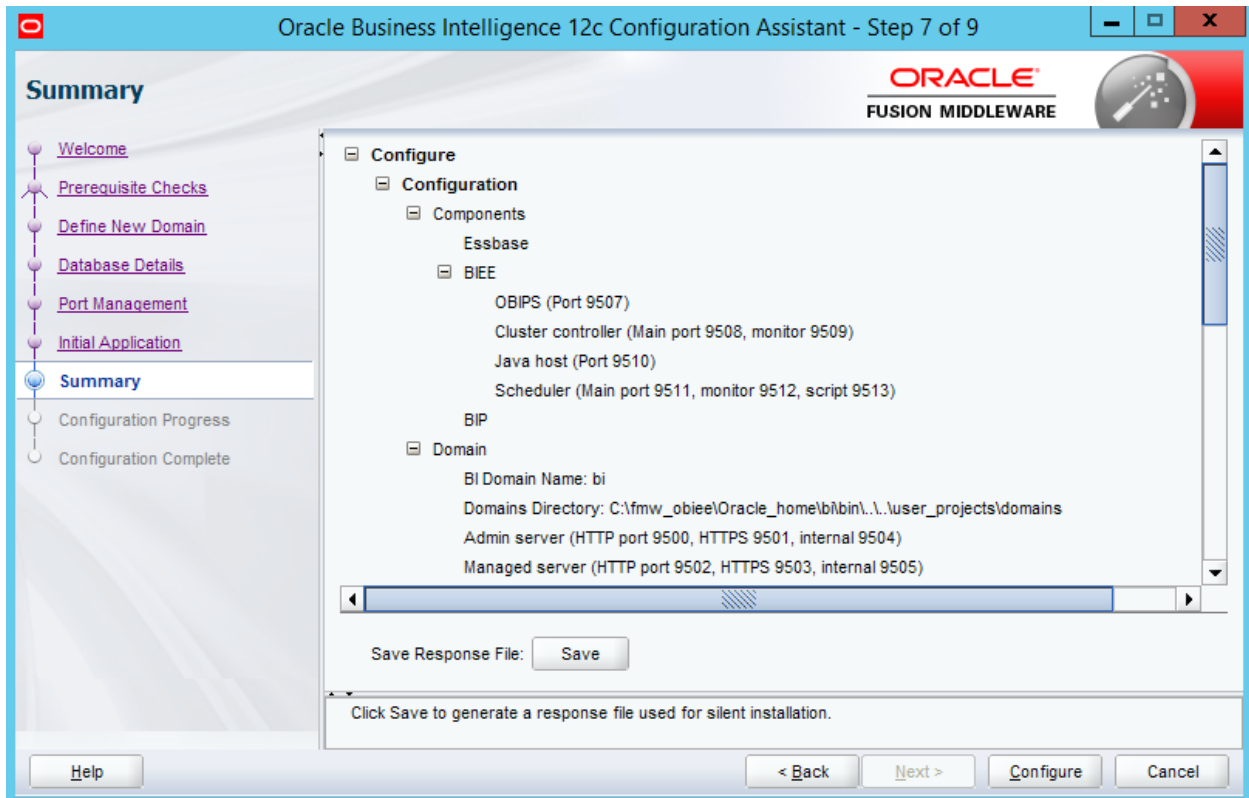 Oracle Business Intelligence 12c Configuration Assistant - Step 7 of 9
Summary
ORACLE
FUSION MIDDLEWARE
Welcome
Prerequisite Checks
Define New Domain
Database Details
Port Management
Initial Application
Summary
Configuration Progress
Configuration Complete
Configure
Configuration
Components
Essbase
BIEE
OBIPS (Port 9507)
Cluster controller (Main port 9508, monitor 9509)
Java host (Port 9510)
Scheduler (Main port 9511, monitor 9512, script 9513)
BIP
Domain
BI Domain Name: bi
Domains Directory: C:\fmw_obiee\Oracle_home\bi\bin\..\..\user_projects\domains
Admin server (HTTP port 9500, HTTPS 9501, internal 9504)
Managed server (HTTP port 9502, HTTPS 9503, internal 9505)
Save Response File: Save
Click Save to generate a response file used for silent installation.
Help < Back Next > Configure Cancel